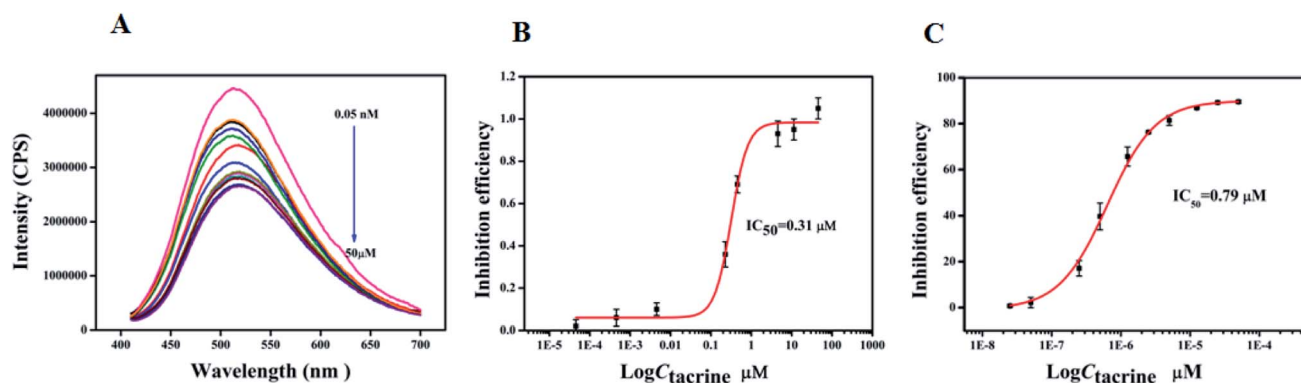 A
Intensity (CPS)
4000000
3000000
2000000
1000000
0
0.05 nM
50μM
400 450 500 550 600 650 700
Wavelength (nm )
B
Inhibition efficiency
1.2
1.0
0.8
0.6
0.4
0.2
0.0
IC50=0.31 μM
1E-5 1E-4 1E-3 0.01 0.1 1 10 100 1000
LogCtacrine μM
C
Inhibition efficiency
100
80
60
40
20
0
IC50=0.79 μM
1E-8 1E-7 1E-6 1E-5 1E-4
LogCtacrine μM